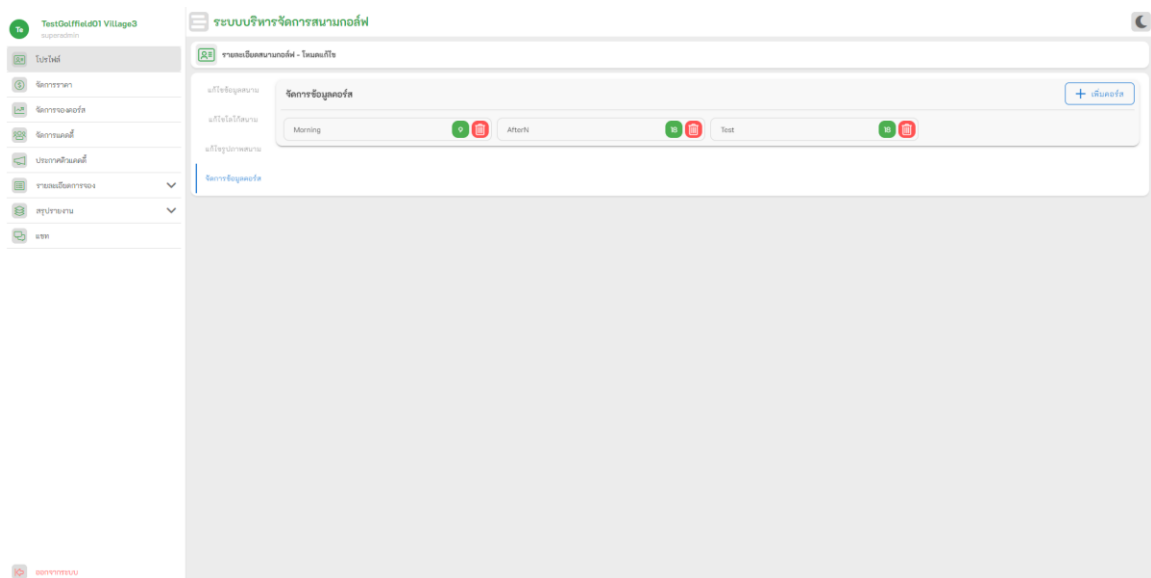 Te
TestGolffield01 Village3
superadmin
โปรไฟล์
จัดการราคา
จัดการจองคอร์ส
จัดการแคดดี้
ประกาศคิวแคดดี้
รายละเอียดการจอง
สรุปรายงาน
แชท
ออกจากระบบ
ระบบบริหารจัดการสนามกอล์ฟ
รายละเอียดสนามกอล์ฟ - โหมดแก้ไข
แก้ไขข้อมูลสนาม
แก้ไขโลโก้สนาม
แก้ไขรูปภาพสนาม
จัดการข้อมูลคอร์ส
จัดการข้อมูลคอร์ส
เพิ่มคอร์ส
Morning 9
AfterN 18
Test 18